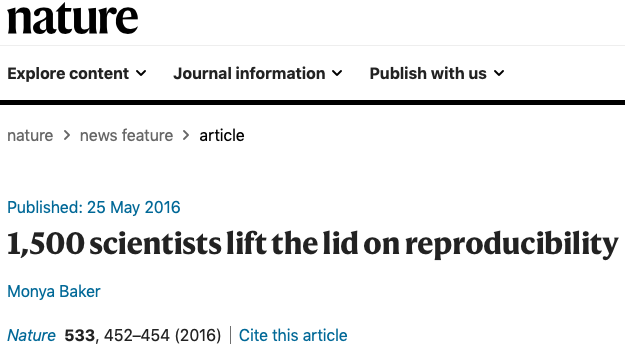 nature
Explore content Journal information Publish with us
nature > news feature > article
Published: 25 May 2016
1,500 scientists lift the lid on reproducibility
Monya Baker
Nature 533, 452–454 (2016) | Cite this article